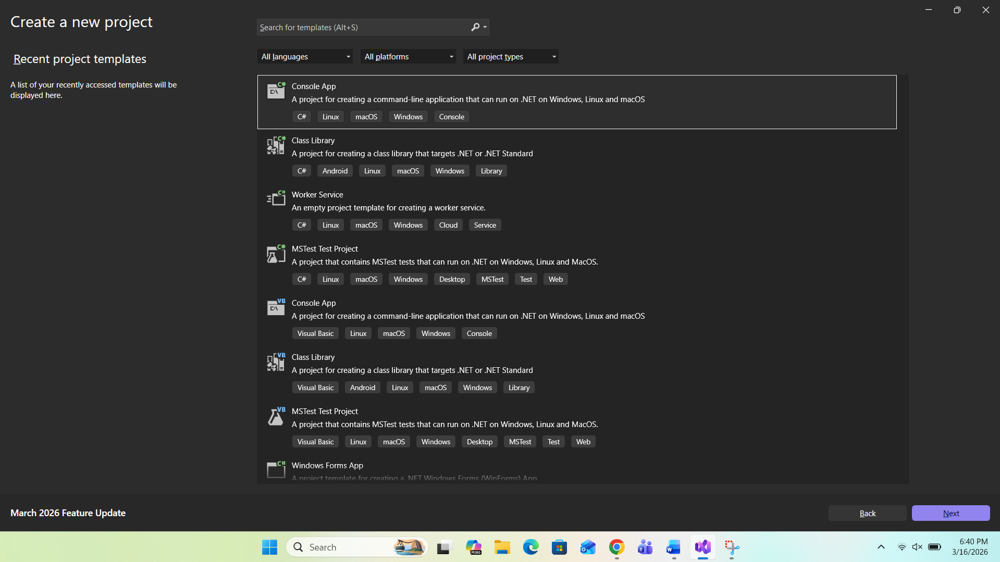 Create a new project
Search for templates (Alt+S)
Recent project templates
A list of your recently accessed templates will be
displayed here.
All languages
All platforms
All project types
C#
C:\
Console App
A project for creating a command-line application that can run on .NET on Windows, Linux and macOS
C# Linux macOS Windows Console
C#
Class Library
A project for creating a class library that targets .NET or .NET Standard
C# Android Linux macOS Windows Library
C#
Worker Service
An empty project template for creating a worker service.
C# Linux macOS Windows Cloud Service
C#
MSTest Test Project
A project that contains MSTest tests that can run on .NET on Windows, Linux and MacOS.
C# Linux macOS Windows Desktop MSTest Test Web
VB
C:\
Console App
A project for creating a command-line application that can run on .NET on Windows, Linux and macOS
Visual Basic Linux macOS Windows Console
VB
Class Library
A project for creating a class library that targets .NET or .NET Standard
Visual Basic Android Linux macOS Windows Library
VB
MSTest Test Project
A project that contains MSTest tests that can run on .NET on Windows, Linux and MacOS.
Visual Basic Linux macOS Windows Desktop MSTest Test Web
C#
Windows Forms App
A project template for creating a .NET Windows Forms (WinForms) App
March 2026 Feature Update
Back
Next
Search
M365
T
W
6:40 PM
3/16/2026